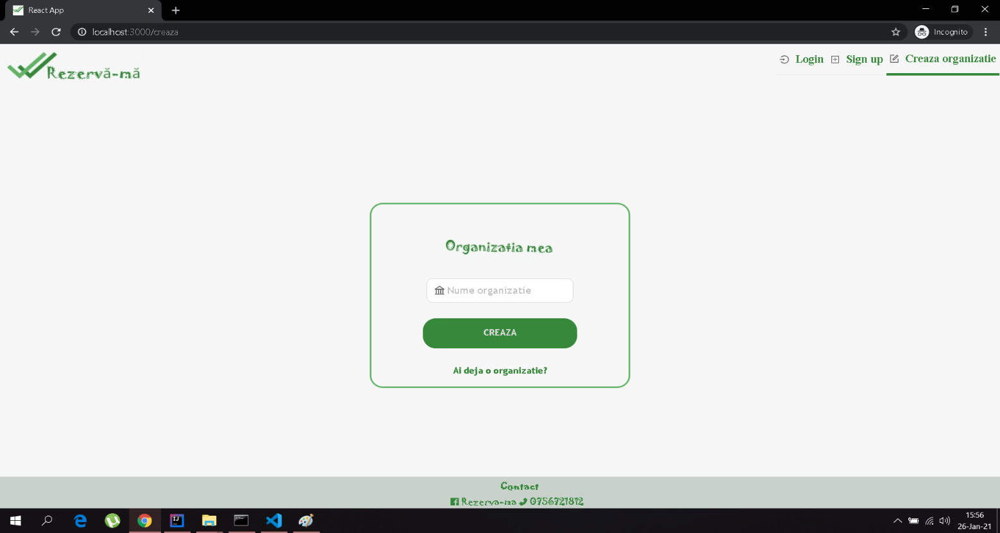 React App
localhost:3000/creaza
Incognito
Rezervă-mă
Login
Sign up
Creaza organizatie
Organizatia mea
Nume organizatie
CREAZA
Ai deja o organizatie?
Contact
Rezerva-ma 0756721812
15:56
26-Jan-21